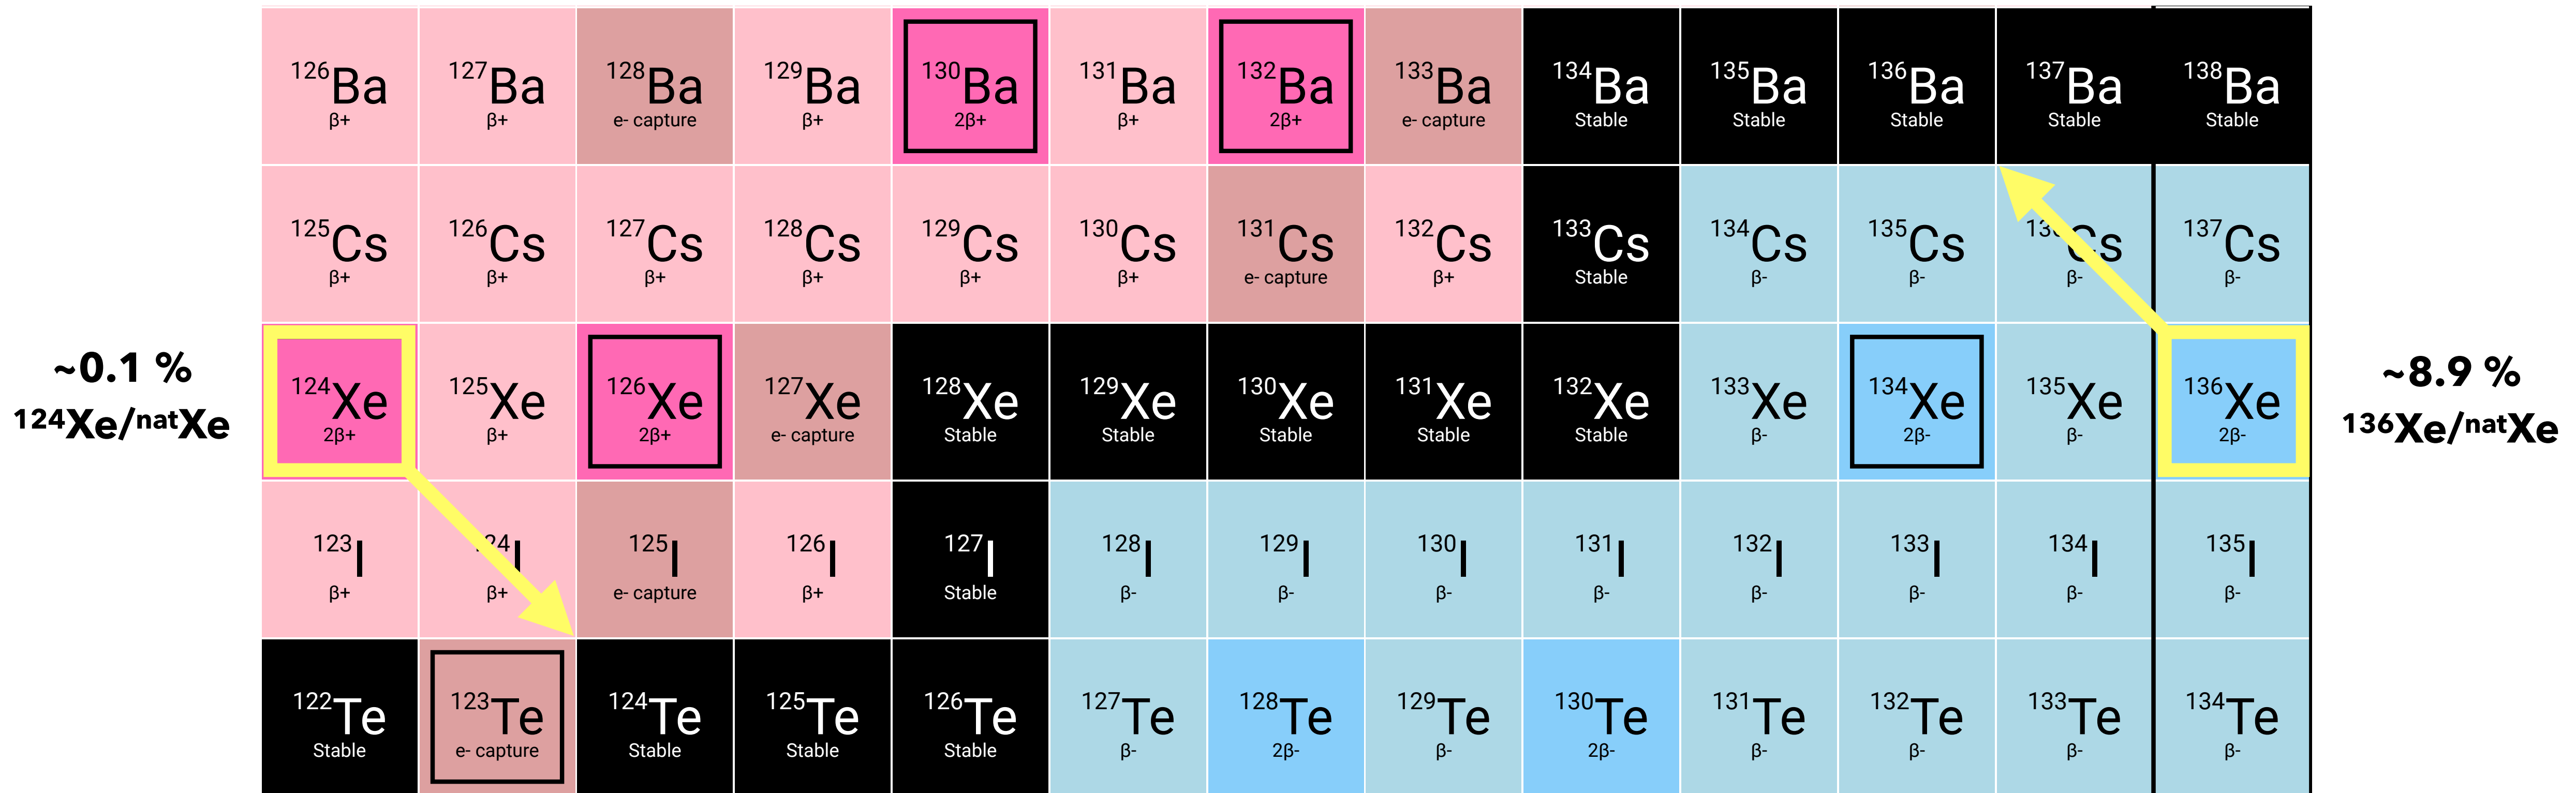 126Ba 127Ba 128Ba 129Ba 130Ba 131Ba 132Ba 133Ba 134Ba 135Ba 136Ba 137Ba 138Ba
β+ β+ e- capture β+ 2β+ β+ 2β+ e- capture Stable Stable Stable Stable Stable
125Cs 126Cs 127Cs 128Cs 129Cs 130Cs 131Cs 132Cs 133Cs 134Cs 135Cs 136Cs 137Cs
β+ β+ β+ β+ β+ β+ e- capture β+ Stable β- β- β- β-
~0.1 %
124Xe/natXe
124Xe 125Xe 126Xe 127Xe 128Xe 129Xe 130Xe 131Xe 132Xe 133Xe 134Xe 135Xe 136Xe
2β+ β+ 2β+ e- capture Stable Stable Stable Stable Stable β- 2β- β- 2β-
~8.9 %
136Xe/natXe
123I 124I 125I 126I 127I 128I 129I 130I 131I 132I 133I 134I 135I
β+ β+ e- capture β+ Stable β- β- β- β- β- β- β- β-
122Te 123Te 124Te 125Te 126Te 127Te 128Te 129Te 130Te 131Te 132Te 133Te 134Te
Stable e- capture Stable Stable Stable β- 2β- β- 2β- β- β- β- β-